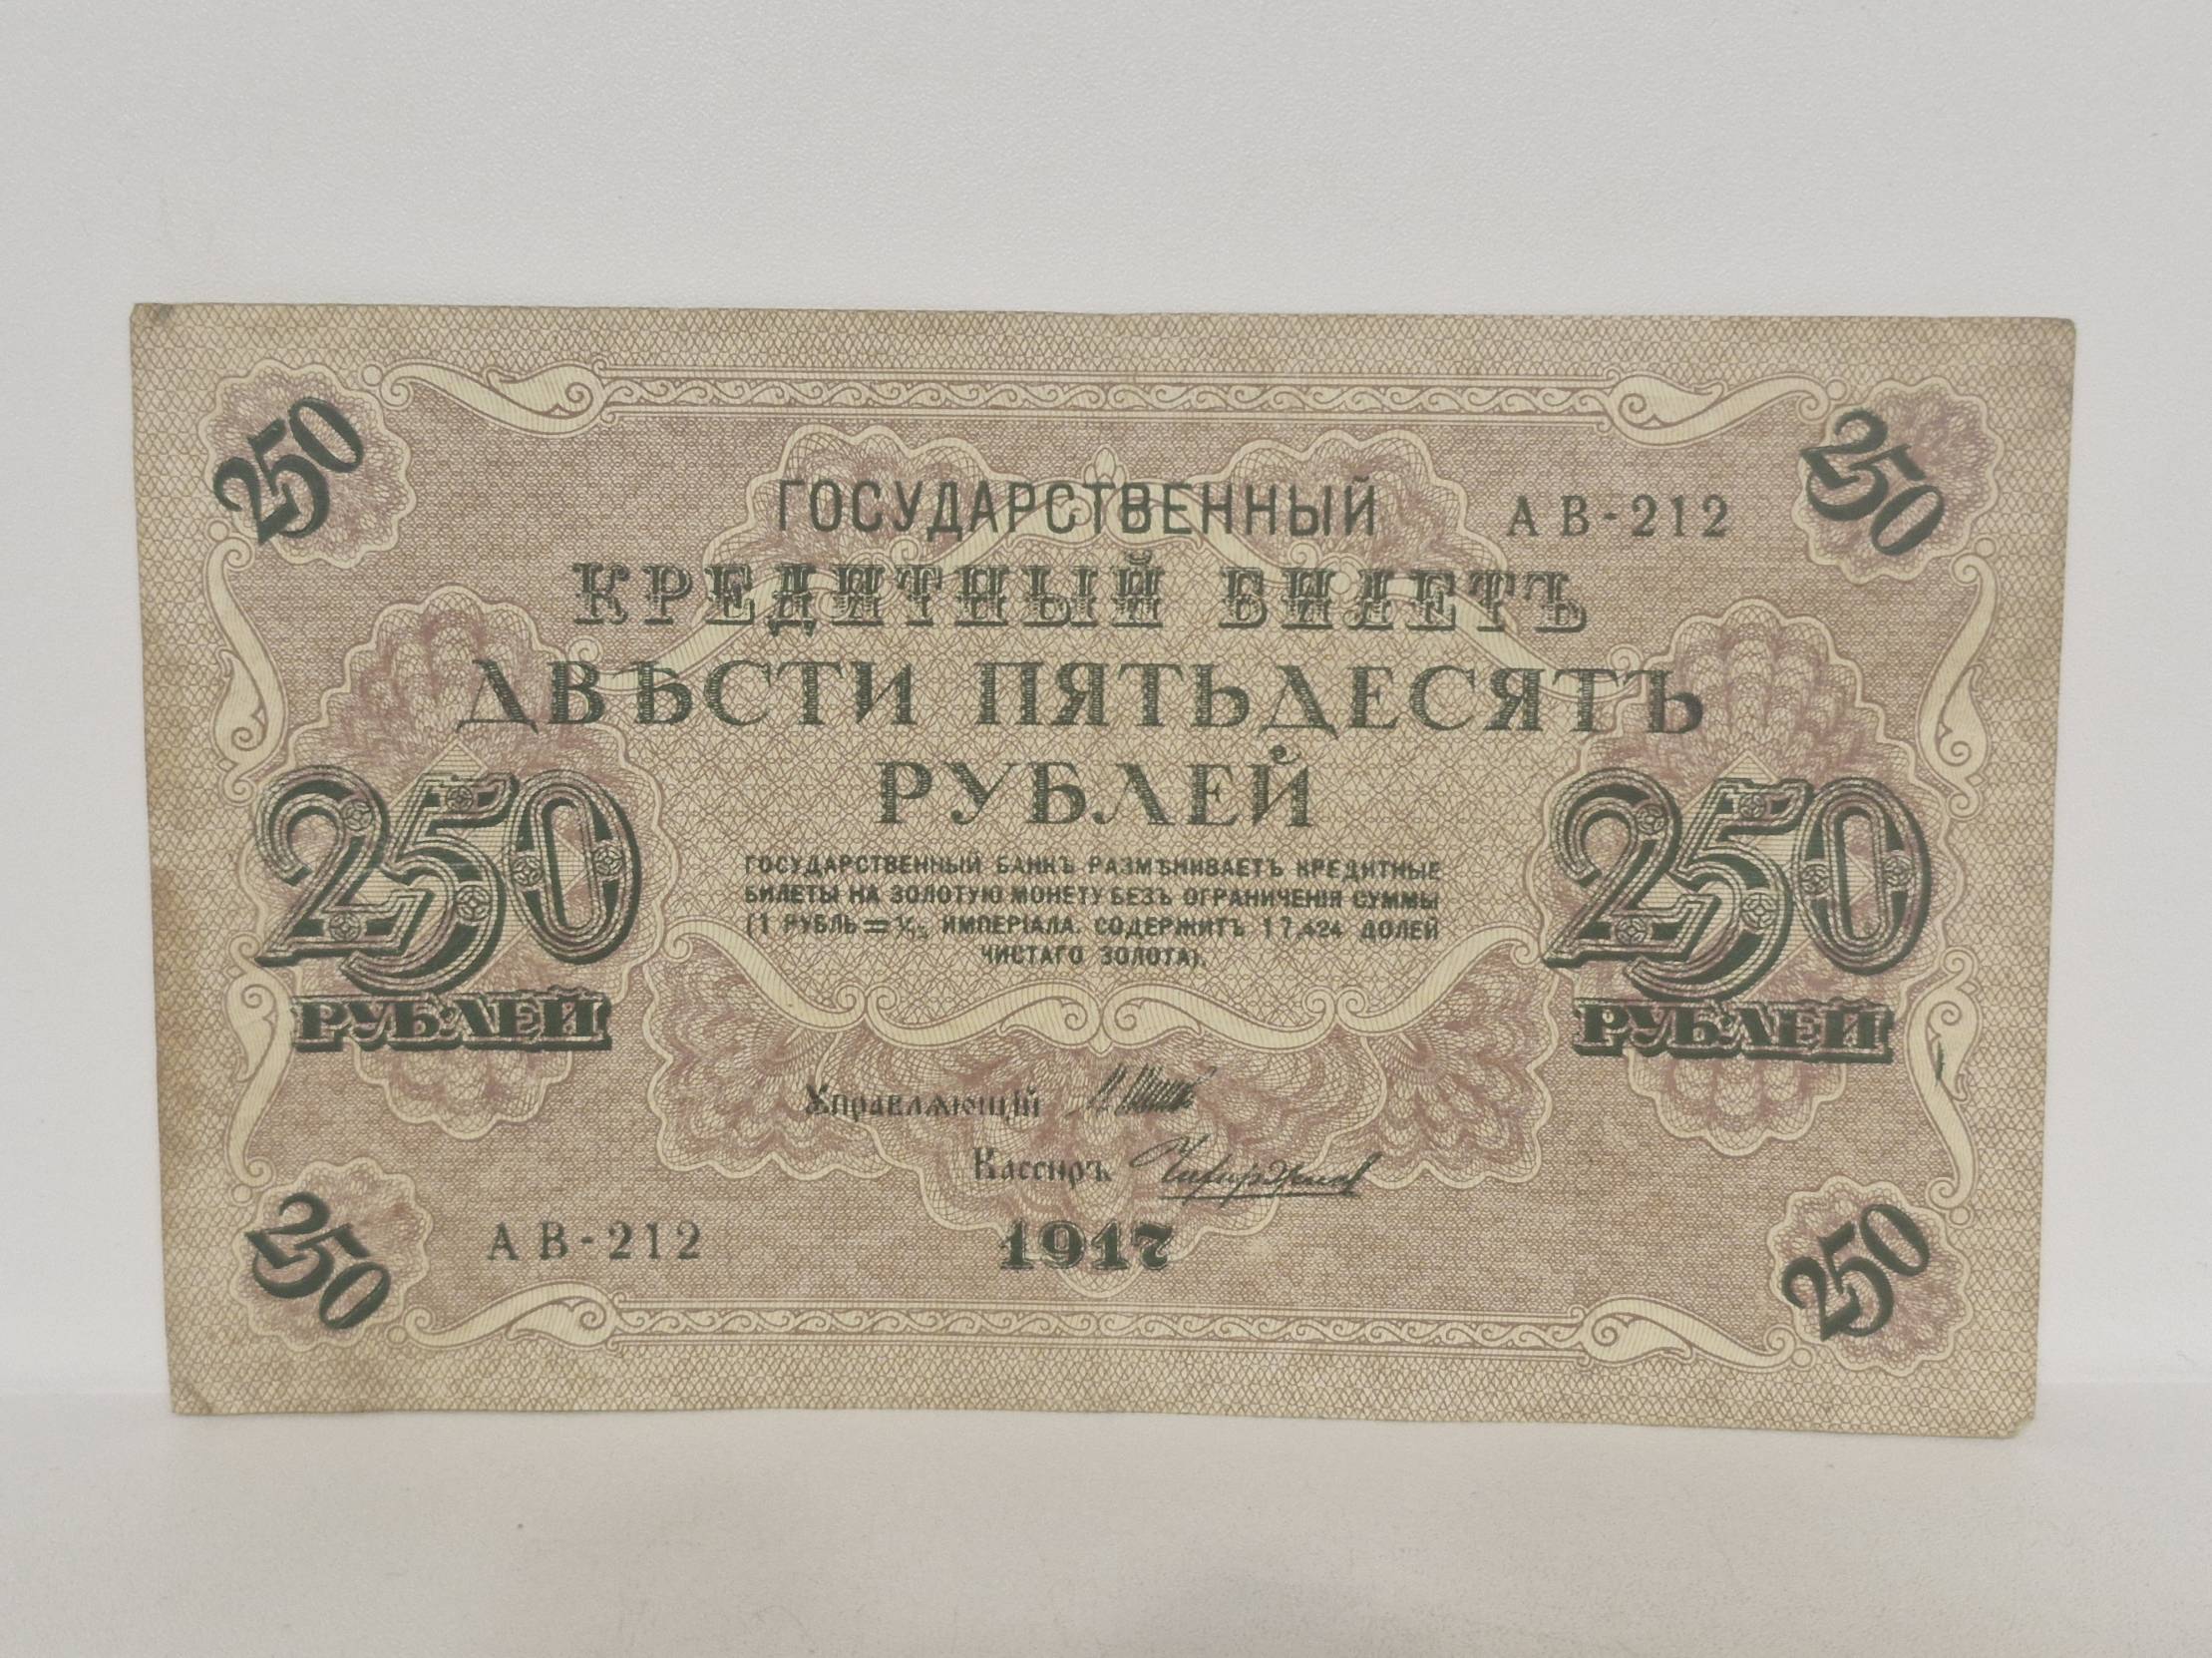 250
250
ГОСУДАРСТВЕННЫЙ
АВ-212
КРЕДИТНЫЙ БИЛЕТЪ
ДВѢСТИ ПЯТЬДЕСЯТЪ
РУБЛЕЙ
250
РУБЛЕЙ
250
РУБЛЕЙ
ГОСУДАРСТВЕННЫЙ БАНКЪ РАЗМѢНИВАЕТЪ КРЕДИТНЫЕ
БИЛЕТЫ НА ЗОЛОТУЮ МОНЕТУ БЕЗЪ ОГРАНИЧЕНІЯ СУММЫ
(1 РУБЛЬ = 1/15 ИМПЕРІАЛА, СОДЕРЖИТЪ 17,424 ДОЛЕЙ
ЧИСТАГО ЗОЛОТА).
Управляющій
Кассиръ
АВ-212
1917
250
250